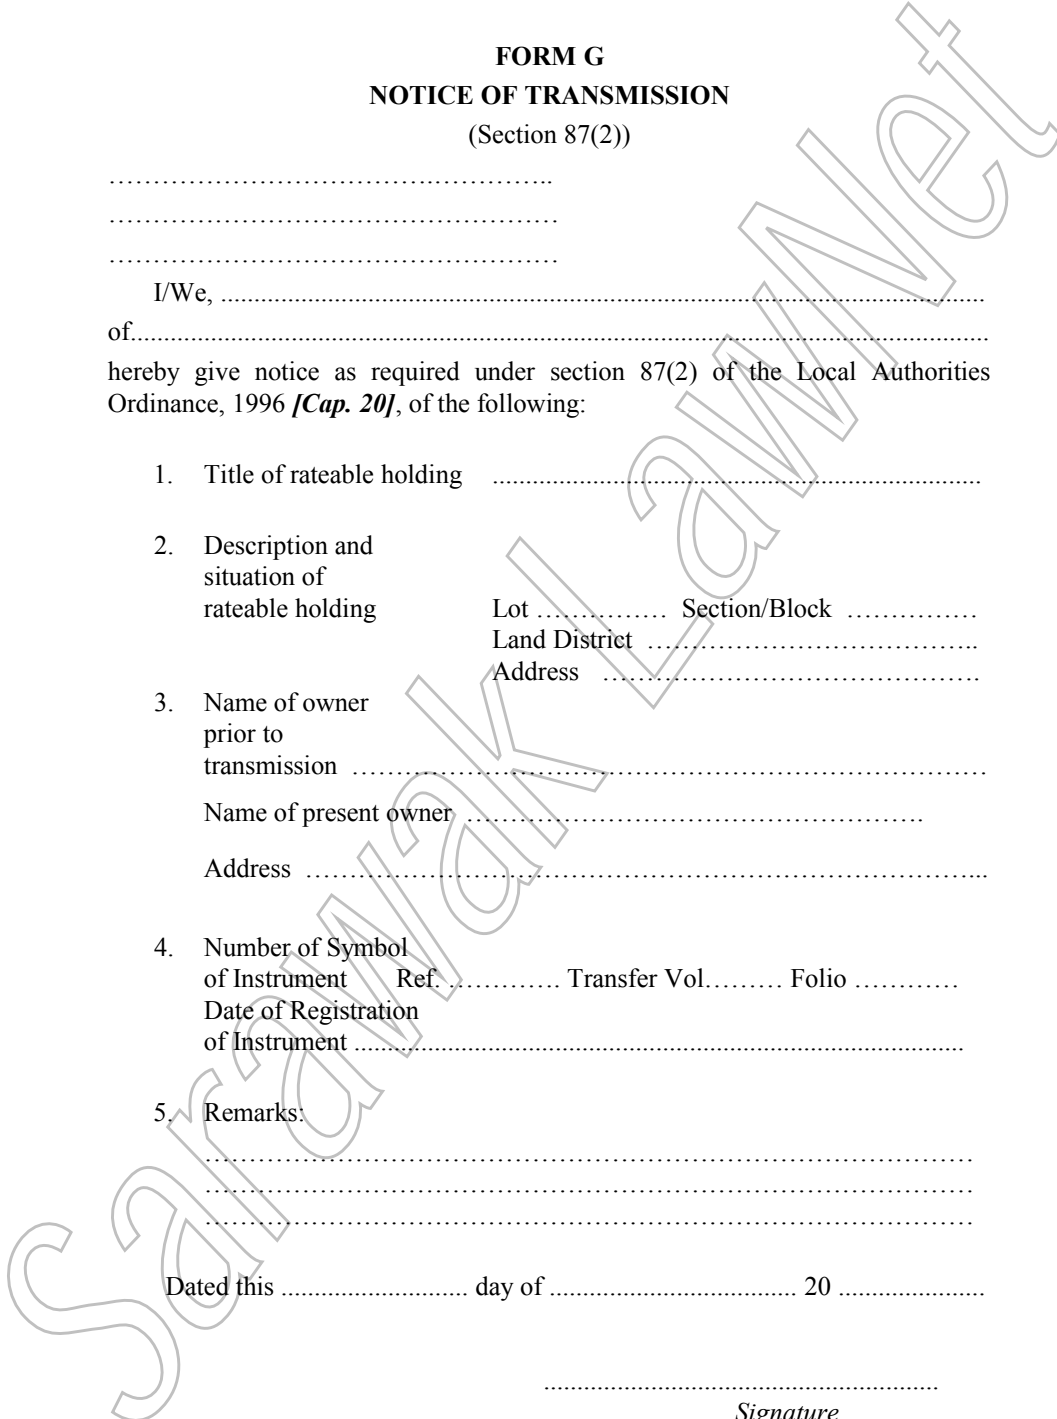 FORM G
NOTICE OF TRANSMISSION
(Section 87(2))
……………………………….…………..
……………………………………………
……………………………………………
I/We, ..................................................................................................................
of................................................................................................................................
hereby give notice as required under section 87(2) of the Local Authorities
Ordinance, 1996 [Cap. 20], of the following:
1. Title of rateable holding .........................................................................
2. Description and
situation of
rateable holding Lot …………… Section/Block ……………
Land District ………………………………..
Address …………………………………….
3. Name of owner
prior to
transmission ………………………………………………………………
Name of present owner …………………………………………….
Address …………………………………………………………………...
4. Number of Symbol
of Instrument Ref. …………. Transfer Vol……… Folio …………
Date of Registration
of Instrument ...........................................................................................
5. Remarks:
……………………………………………………………………………
……………………………………………………………………………
……………………………………………………………………………
Dated this ............................ day of ..................................... 20 ......................
...........................................................
Signature
Sarawak LawNet